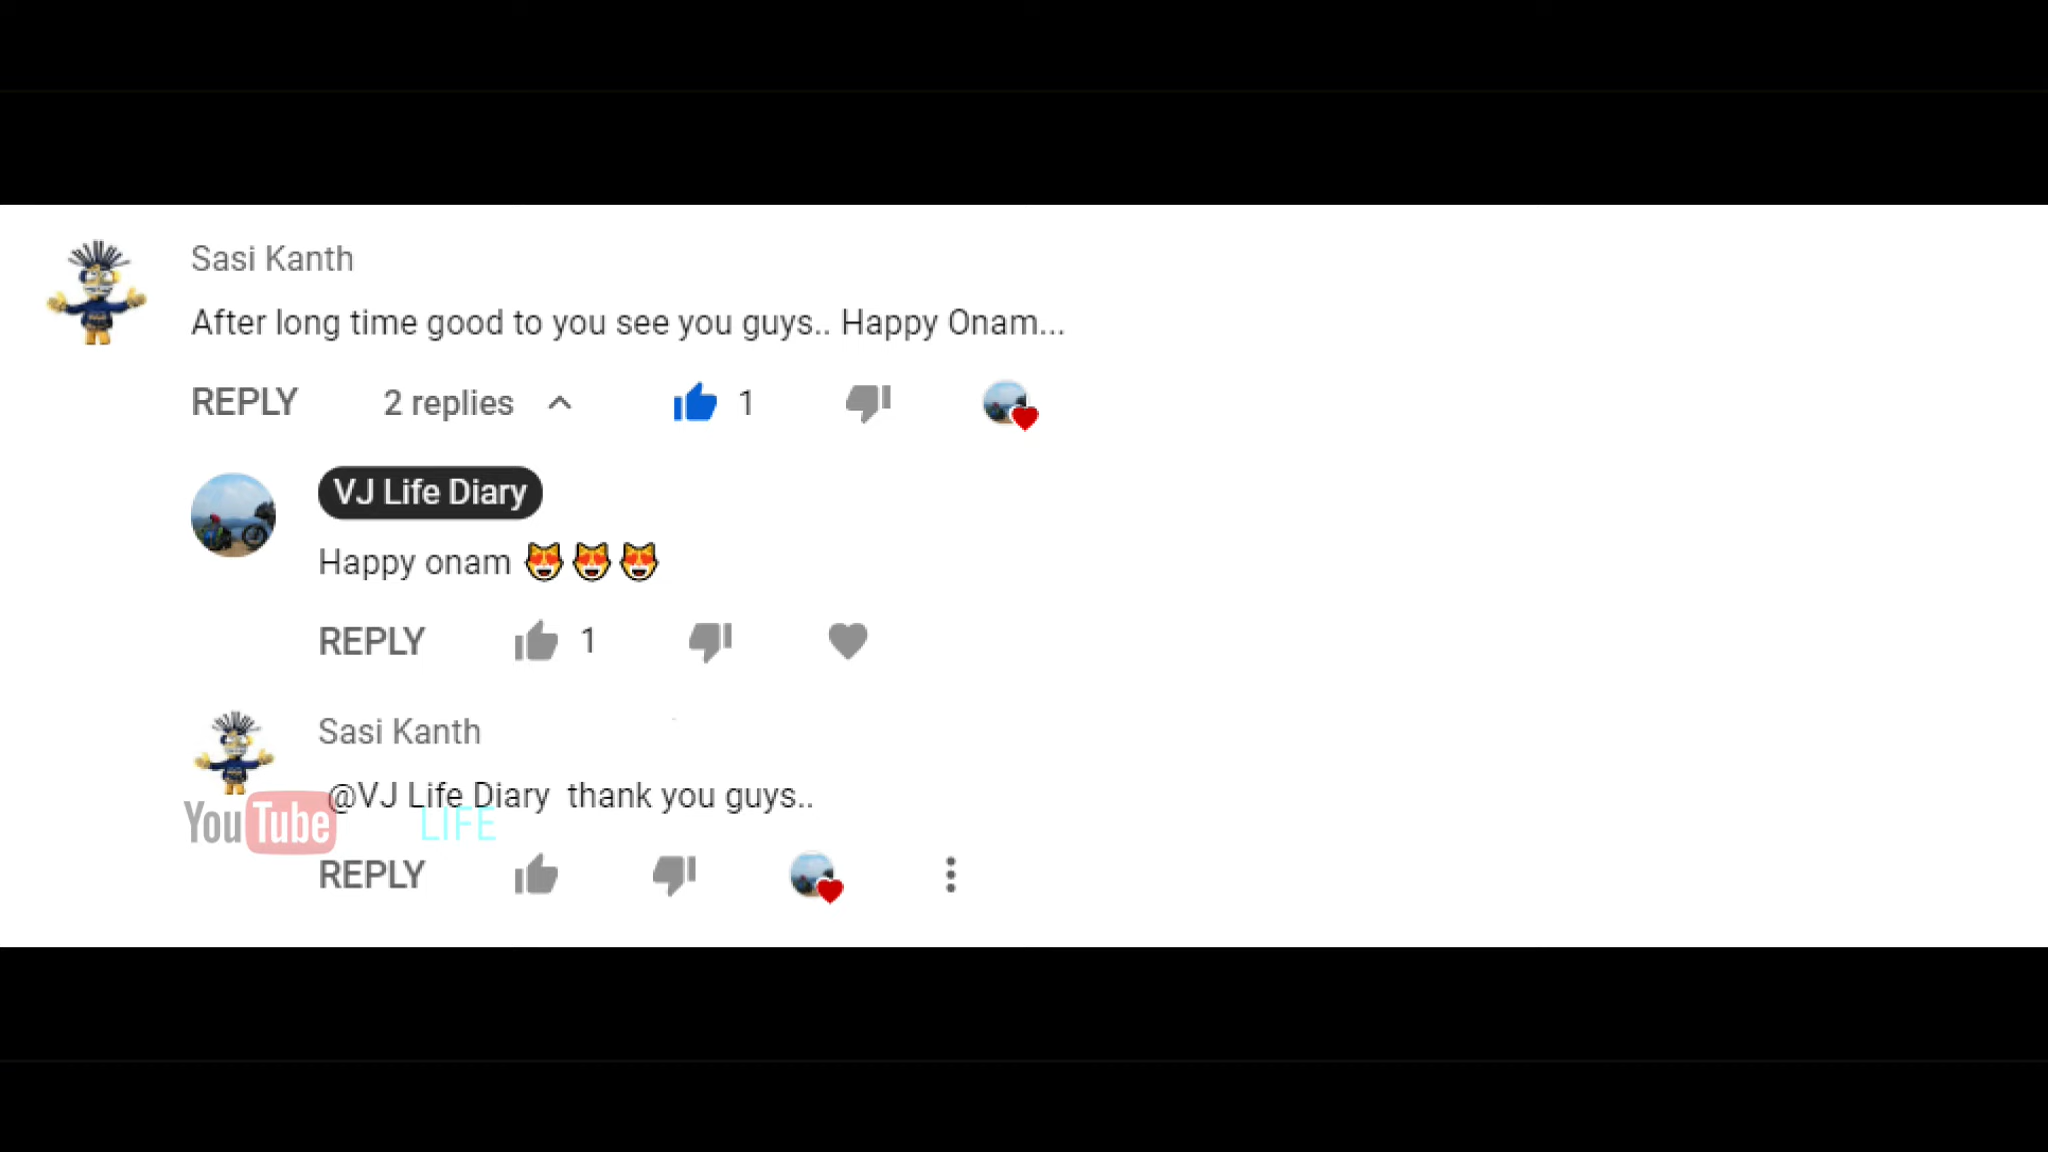 Sasi Kanth
After long time good to you see you guys.. Happy Onam...
REPLY 2 replies 1
VJ Life Diary
Happy onam 😻😻😻
REPLY 1
Sasi Kanth
@VJ Life Diary thank you guys..
YouTube LIFE
REPLY